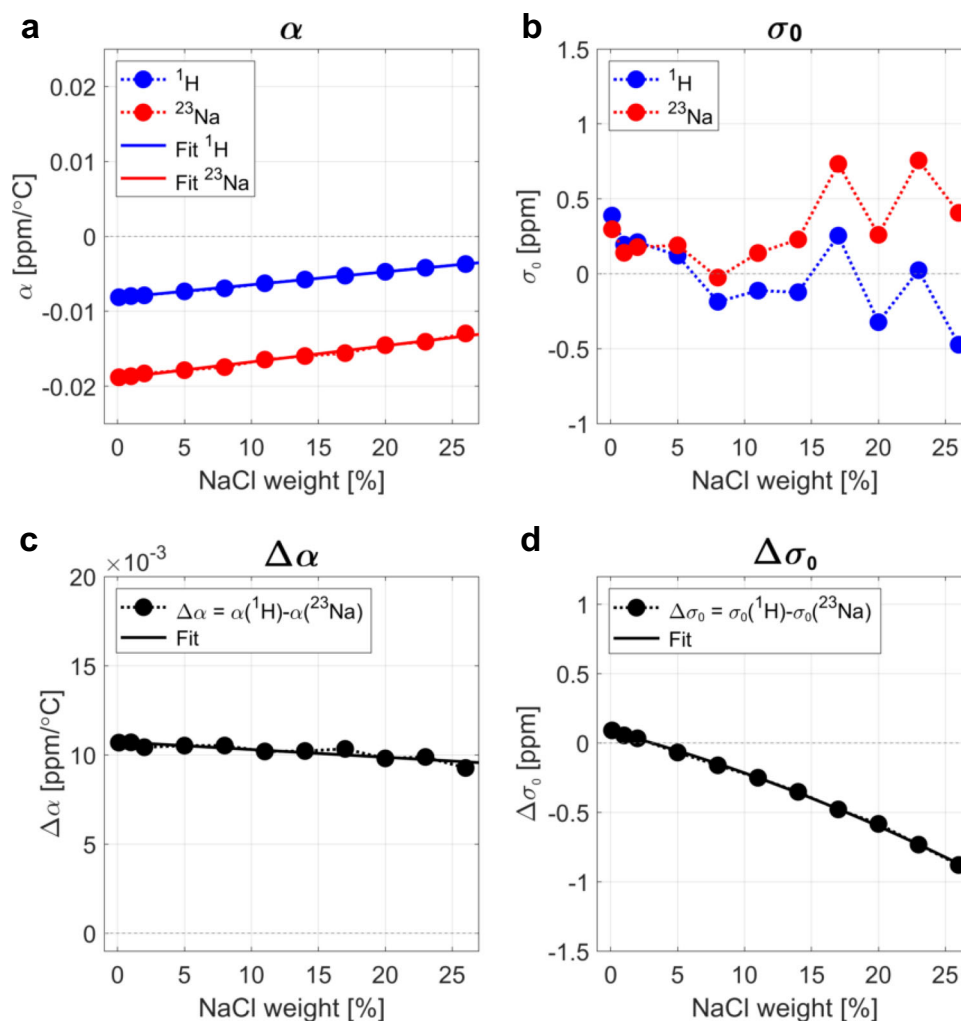 a
α
0.02
0.01
0
-0.01
-0.02
α [ppm/°C]
¹H
²³Na
Fit ¹H
Fit ²³Na
0 5 10 15 20 25
NaCl weight [%]
b
σ₀
1.5
1
0.5
0
-0.5
-1
σ₀ [ppm]
¹H
²³Na
0 5 10 15 20 25
NaCl weight [%]
c
Δα
×10⁻³
20
15
10
5
0
Δα [ppm/°C]
Δα = α(¹H)-α(²³Na)
Fit
0 5 10 15 20 25
NaCl weight [%]
d
Δσ₀
1
0.5
0
-0.5
-1
-1.5
Δσ₀ [ppm]
Δσ₀ = σ₀(¹H)-σ₀(²³Na)
Fit
0 5 10 15 20 25
NaCl weight [%]